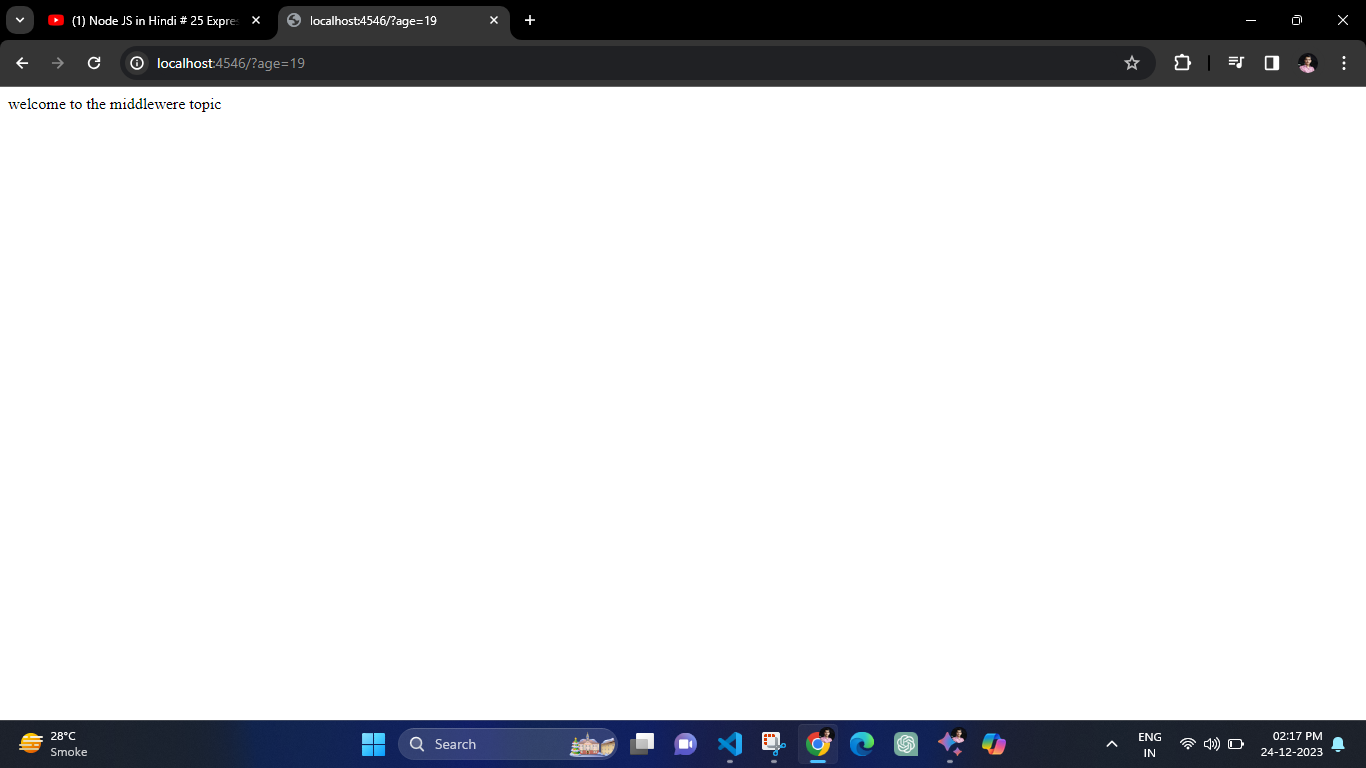 (1) Node JS in Hindi # 25 Expre
localhost:4546/?age=19
localhost:4546/?age=19
welcome to the middlewere topic
28°C
Smoke
Search
ENG
IN
02:17 PM
24-12-2023